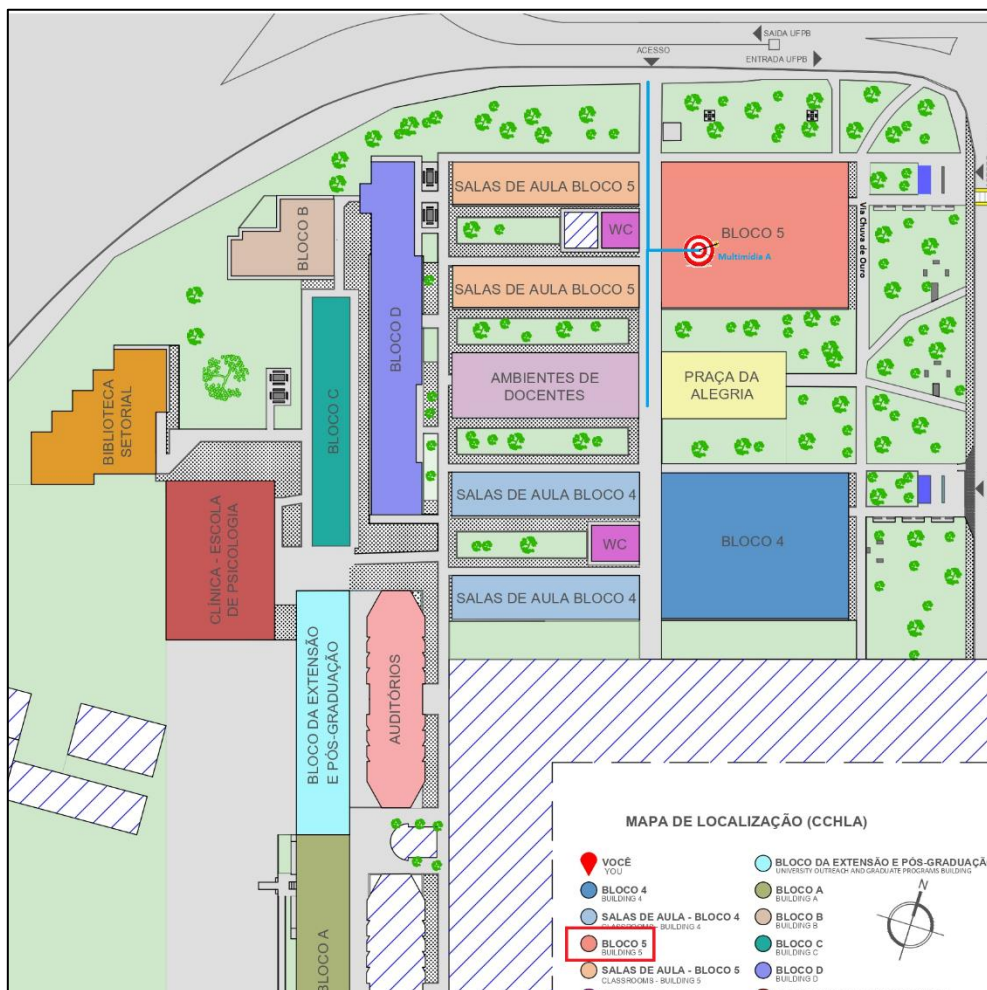 SAIDA UFPB
ACESSO
ENTRADA UFPB
SALAS DE AULA BLOCO 5
WC
BLOCO 5
Multimídia A
Via Chuva de Ouro
BLOCO B
BLOCO D
SALAS DE AULA BLOCO 5
BLOCO C
AMBIENTES DE
DOCENTES
PRAÇA DA
ALEGRIA
BIBLIOTECA
SETORIAL
SALAS DE AULA BLOCO 4
WC
BLOCO 4
CLÍNICA - ESCOLA
DE PSICOLOGIA
SALAS DE AULA BLOCO 4
BLOCO DA EXTENSÃO
E PÓS-GRADUAÇÃO
AUDITÓRIOS
BLOCO A
MAPA DE LOCALIZAÇÃO (CCHLA)
VOCÊ
YOU
BLOCO 4
BUILDING 4
SALAS DE AULA - BLOCO 4
CLASSROOMS - BUILDING 4
BLOCO 5
BUILDING 5
SALAS DE AULA - BLOCO 5
CLASSROOMS - BUILDING 5
BLOCO DA EXTENSÃO E PÓS-GRADUAÇÃO
UNIVERSITY OUTREACH AND GRADUATE PROGRAMS BUILDING
BLOCO A
BUILDING A
BLOCO B
BUILDING B
BLOCO C
BUILDING C
BLOCO D
BUILDING D
N